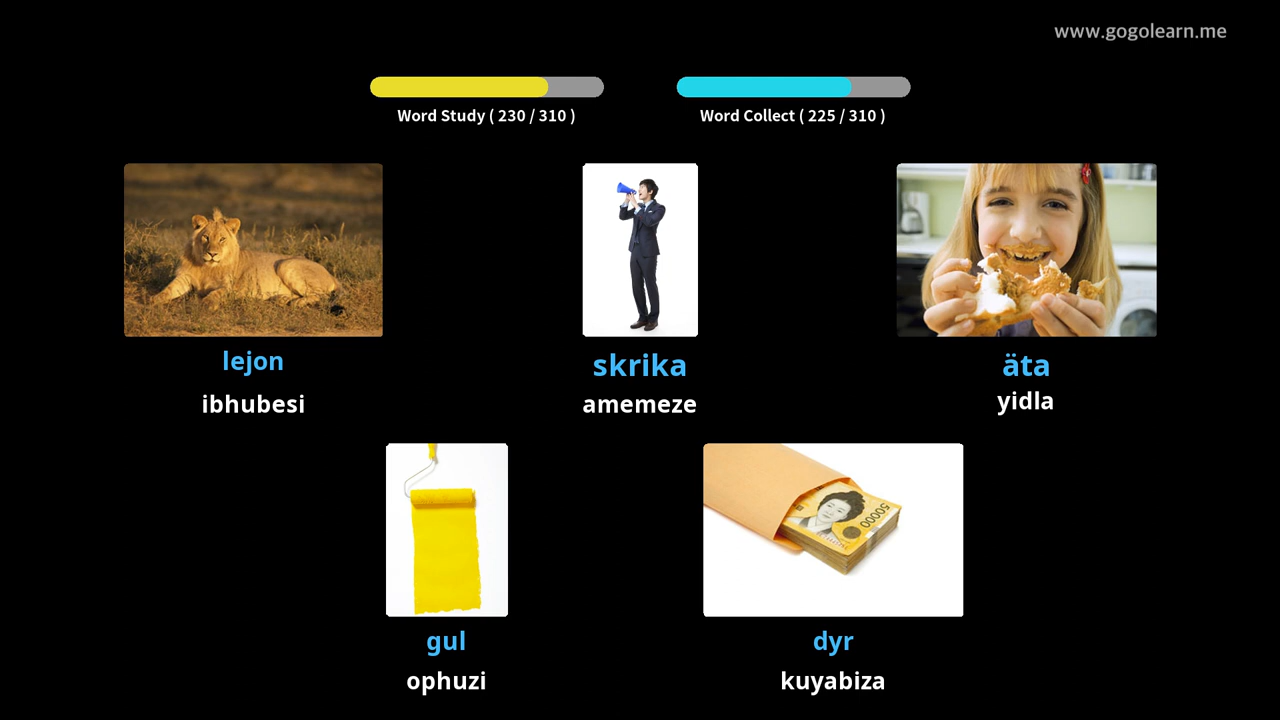 www.gogolearn.me
Word Study ( 230 / 310 )
Word Collect ( 225 / 310 )
lejon
skrika
äta
ibhubesi
amemeze
yidla
50000
gul
dyr
ophuzi
kuyabiza